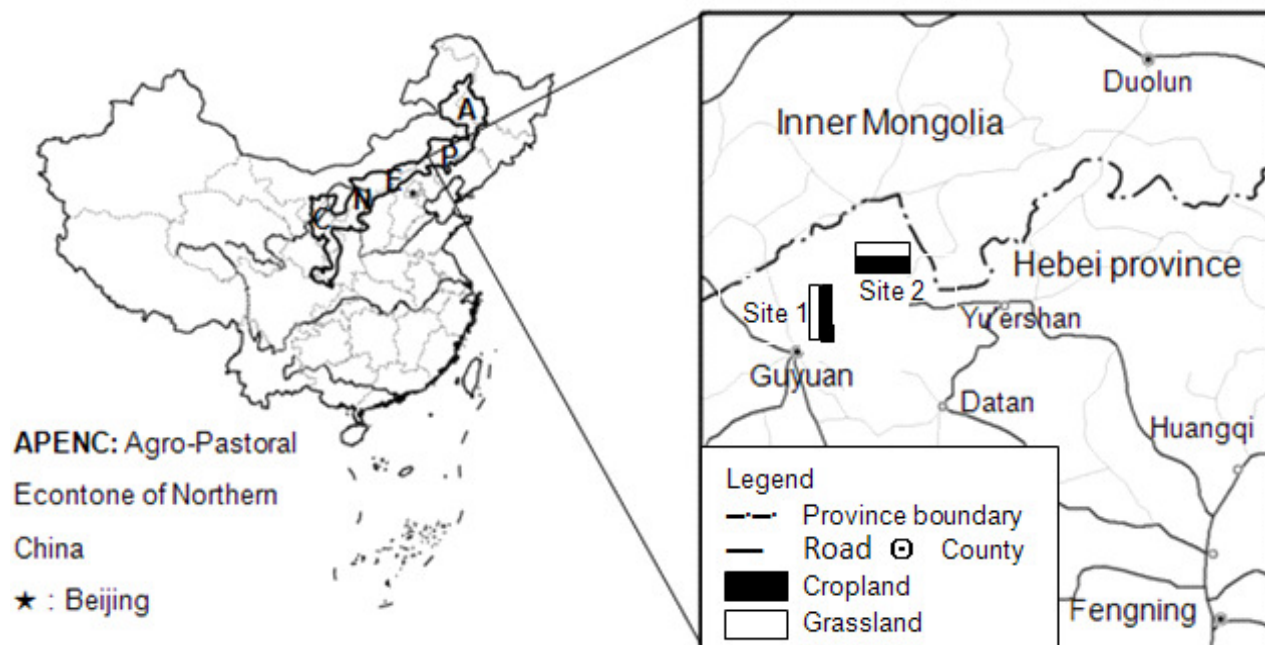 A
P
E
N
C
APENC: Agro-Pastoral
Econtone of Northern
China
★ : Beijing
Duolun
Inner Mongolia
Hebei province
Site 2
Site 1
Yu'ershan
Guyuan
Datan
Huangqi
Legend
Province boundary
Road County
Cropland
Grassland
Fengning